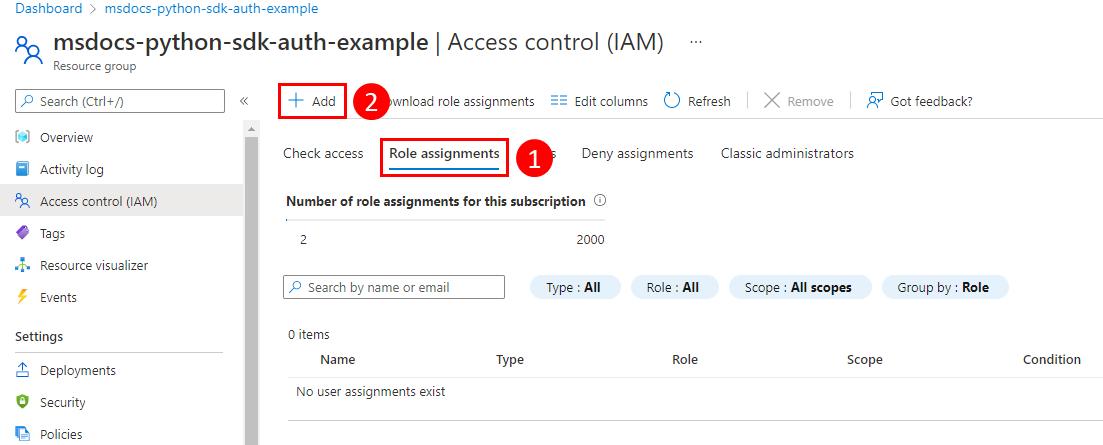 Dashboard > msdocs-python-sdk-auth-example
msdocs-python-sdk-auth-example | Access control (IAM) ...
Resource group
Search (Ctrl+/) «
Add 2 ownload role assignments Edit columns Refresh Remove Got feedback?
Overview
Activity log
Access control (IAM)
Tags
Resource visualizer
Events
Settings
Deployments
Security
Policies
Check access Role assignments 1 s Deny assignments Classic administrators
Number of role assignments for this subscription
2 2000
Search by name or email Type : All Role : All Scope : All scopes Group by : Role
0 items
Name Type Role Scope Condition
No user assignments exist